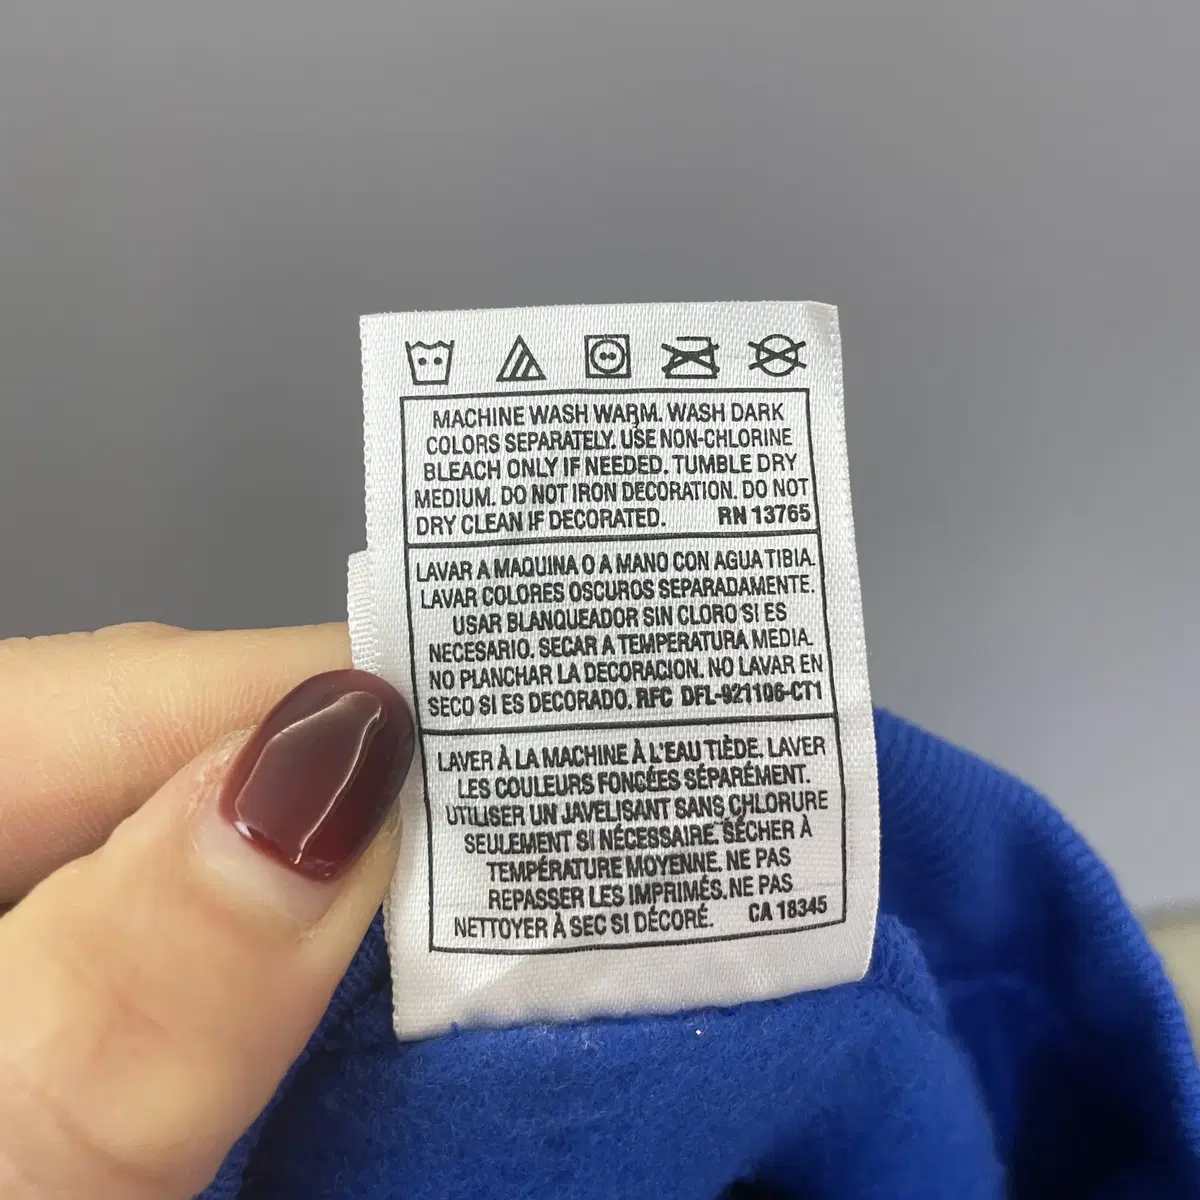 MACHINE WASH WARM. WASH DARK
COLORS SEPARATELY. USE NON-CHLORINE
BLEACH ONLY IF NEEDED. TUMBLE DRY
MEDIUM. DO NOT IRON DECORATION. DO NOT
DRY CLEAN IF DECORATED. RN 13765
LAVAR A MAQUINA O A MANO CON AGUA TIBIA.
LAVAR COLORES OSCUROS SEPARADAMENTE.
USAR BLANQUEADOR SIN CLORO SI ES
NECESARIO. SECAR A TEMPERATURA MEDIA.
NO PLANCHAR LA DECORACION. NO LAVAR EN
SECO SI ES DECORADO. RFC DFL-921106-CT1
LAVER À LA MACHINE À L'EAU TIÈDE. LAVER
LES COULEURS FONCÉES SÉPARÉMENT.
UTILISER UN JAVELISANT SANS CHLORURE
SEULEMENT SI NÉCESSAIRE. SÉCHER À
TEMPÉRATURE MOYENNE. NE PAS
REPASSER LES IMPRIMÉS. NE PAS
NETTOYER À SEC SI DÉCORÉ. CA 18345